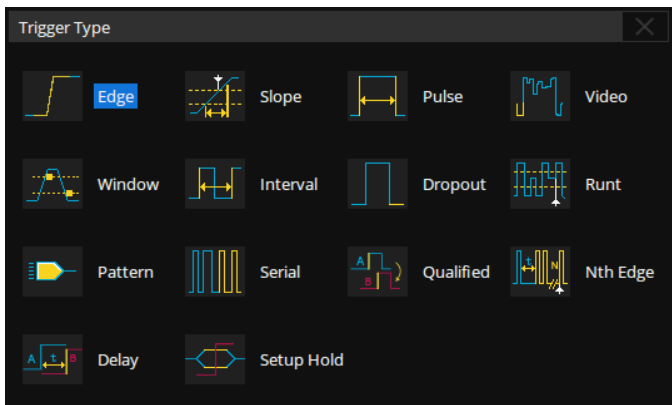 Trigger Type
Edge Slope Pulse Video
Window Interval Dropout Runt
Pattern Serial A B Qualified t N Nth Edge
A t B Delay Setup Hold